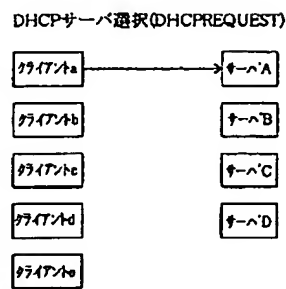 DHCPサーバ選択(DHCPREQUEST)
クライアントa
サーバA
クライアントb
サーバB
クライアントc
サーバC
クライアントd
サーバD
クライアントe